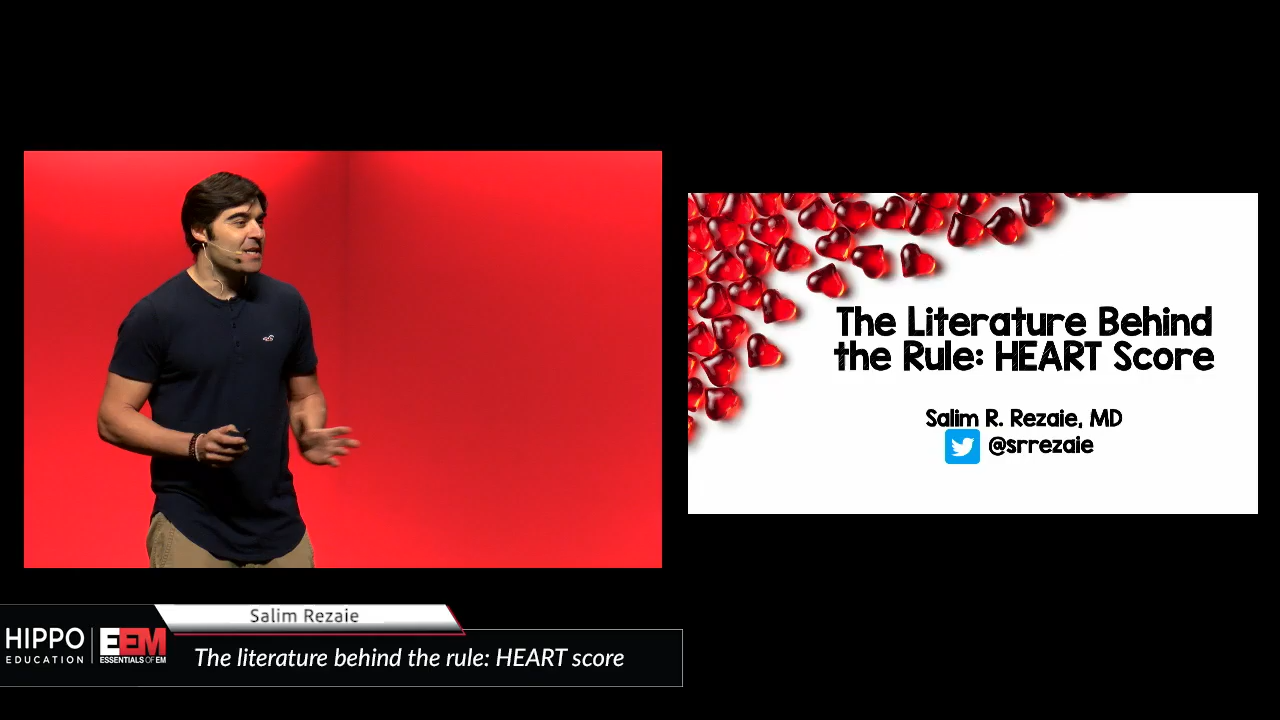 The Literature Behind
the Rule: HEART Score
Salim R. Rezaie, MD
@srrezaie
Salim Rezaie
HIPPO
EDUCATION
EEM
ESSENTIALS OF EM
The literature behind the rule: HEART score